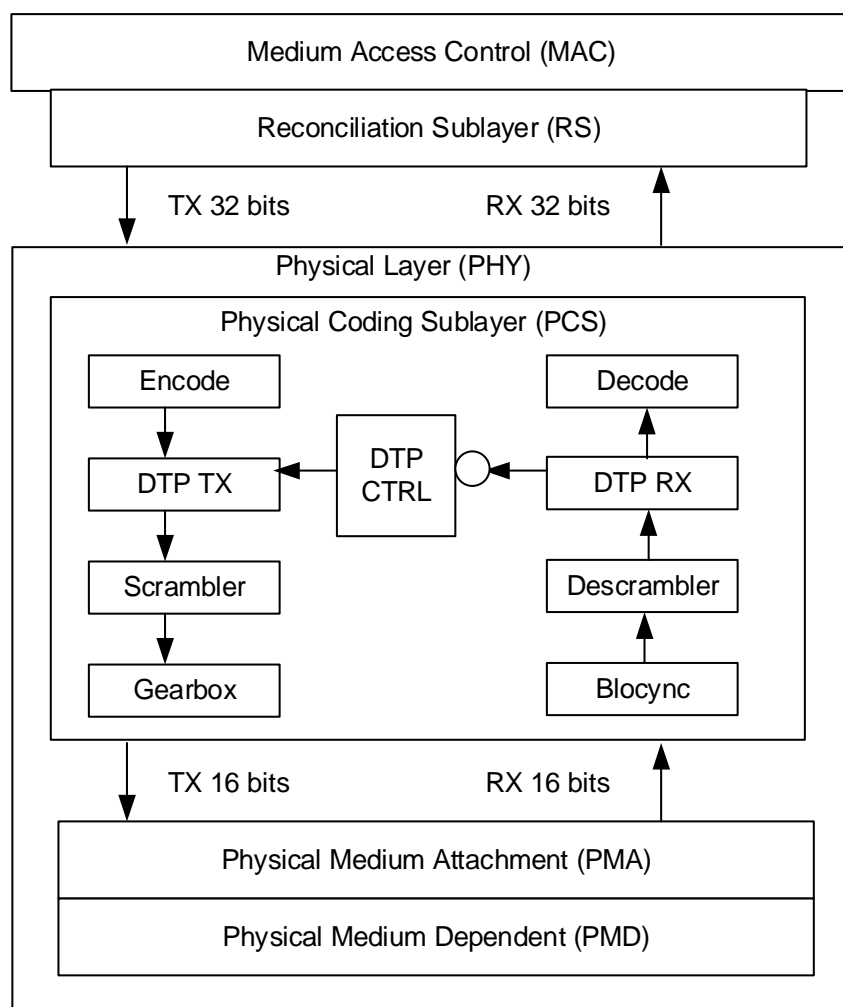 Medium Access Control (MAC)
Reconciliation Sublayer (RS)
TX 32 bits
RX 32 bits
Physical Layer (PHY)
Physical Coding Sublayer (PCS)
Encode
Decode
DTP
CTRL
DTP TX
DTP RX
Scrambler
Descrambler
Gearbox
Blocync
TX 16 bits
RX 16 bits
Physical Medium Attachment (PMA)
Physical Medium Dependent (PMD)